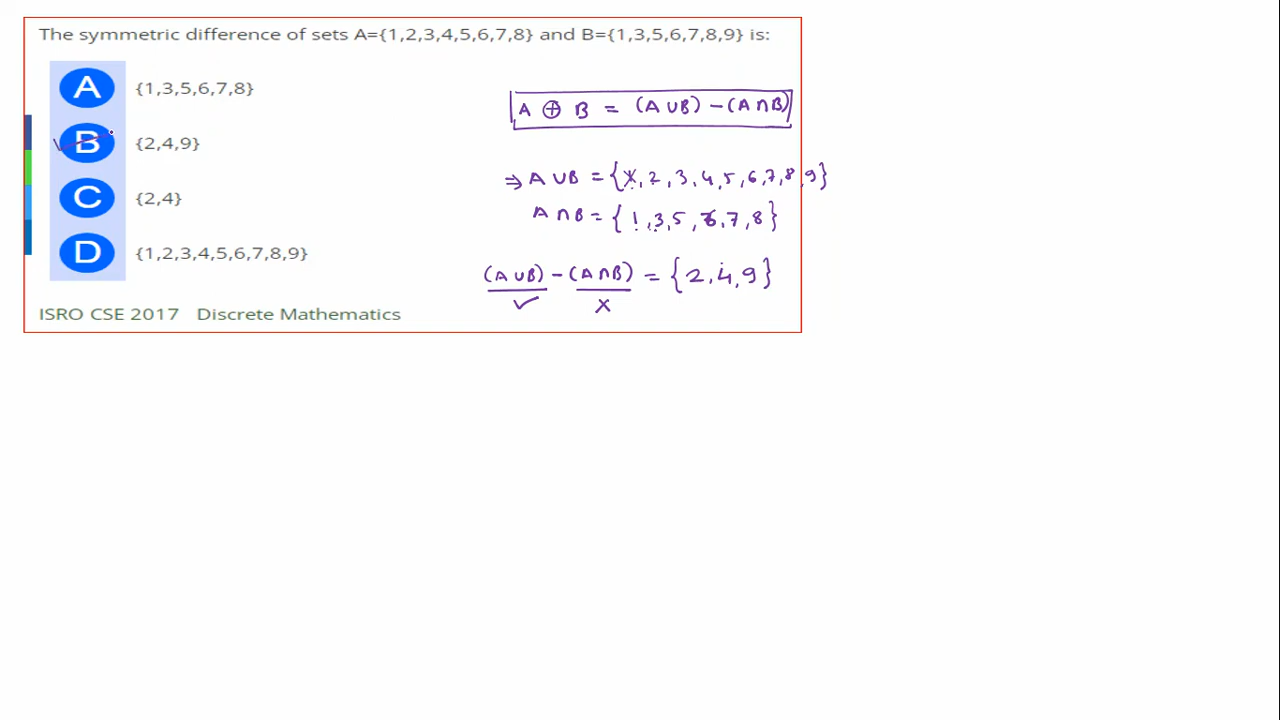 The symmetric difference of sets A={1,2,3,4,5,6,7,8} and B={1,3,5,6,7,8,9} is:
A {1,3,5,6,7,8}
B {2,4,9}
C {2,4}
D {1,2,3,4,5,6,7,8,9}
ISRO CSE 2017 Discrete Mathematics
A ⊕ B = (A ∪ B) - (A ∩ B)
⇒ A ∪ B = {1, 2, 3, 4, 5, 6, 7, 8, 9}
A ∩ B = {1, 3, 5, 6, 7, 8}
(A ∪ B) - (A ∩ B) = {2, 4, 9}
✓ x